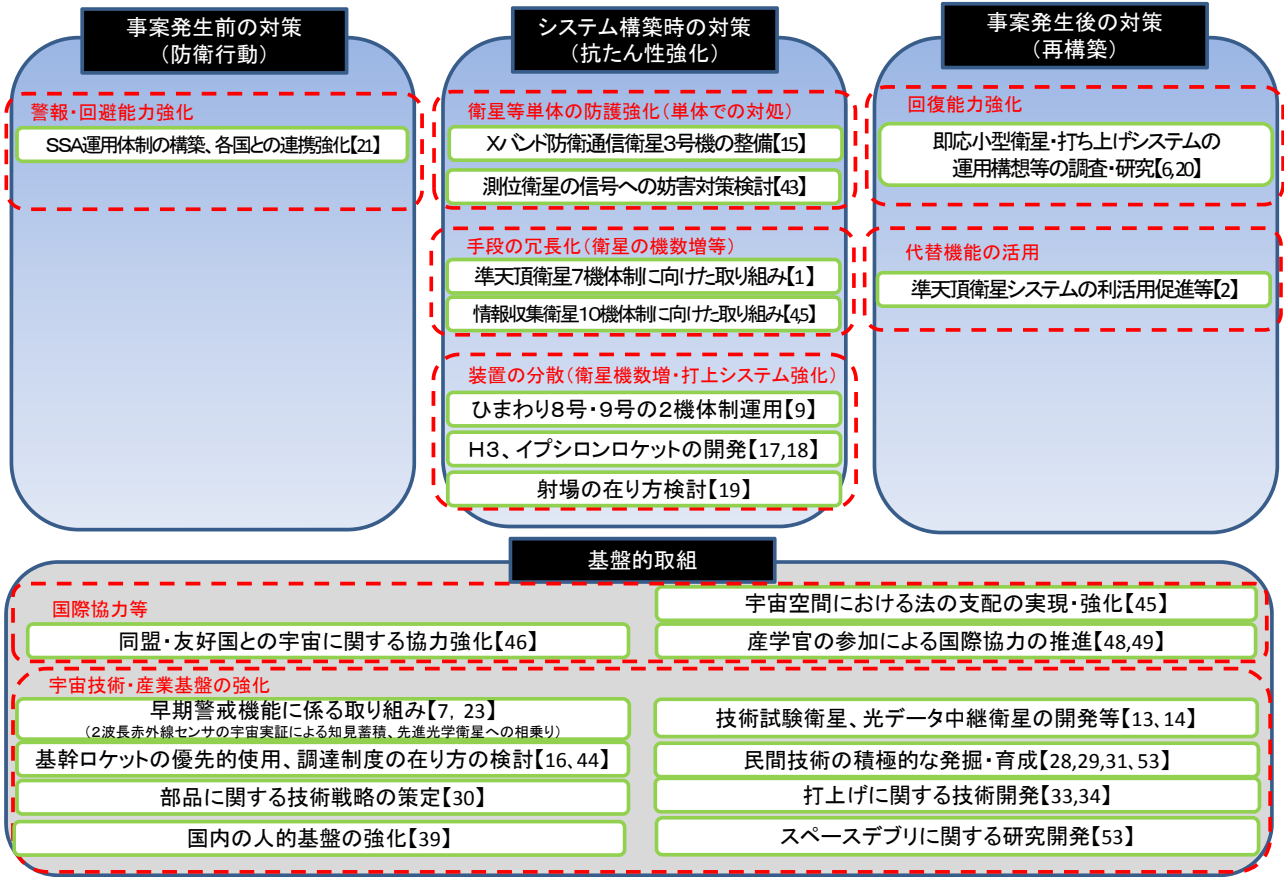 事案発生前の対策
（防衛行動）
警報・回避能力強化
SSA運用体制の構築、各国との連携強化【21】
システム構築時の対策
（抗たん性強化）
衛星等単体の防護強化（単体での対処）
Xバンド防衛通信衛星3号機の整備【15】
測位衛星の信号への妨害対策検討【43】
手段の冗長化（衛星の機数増等）
準天頂衛星7機体制に向けた取り組み【1】
情報収集衛星10機体制に向けた取り組み【4,5】
装置の分散（衛星機数増・打上システム強化）
ひまわり8号・9号の2機体制運用【9】
H3、イプシロンロケットの開発【17,18】
射場の在り方検討【19】
事案発生後の対策
（再構築）
回復能力強化
即応小型衛星・打ち上げシステムの
運用構想等の調査・研究【6,20】
代替機能の活用
準天頂衛星システムの利活用促進等【2】
基盤的取組
国際協力等
宇宙空間における法の支配の実現・強化【45】
同盟・友好国との宇宙に関する協力強化【46】
産学官の参加による国際協力の推進【48,49】
宇宙技術・産業基盤の強化
早期警戒機能に係る取り組み【7，23】
（2波長赤外線センサの宇宙実証による知見蓄積、先進光学衛星への相乗り）
技術試験衛星、光データ中継衛星の開発等【13、14】
基幹ロケットの優先的使用、調達制度の在り方の検討【16、44】
民間技術の積極的な発掘・育成【28,29,31、53】
部品に関する技術戦略の策定【30】
打上げに関する技術開発【33,34】
国内の人的基盤の強化【39】
スペースデブリに関する研究開発【53】